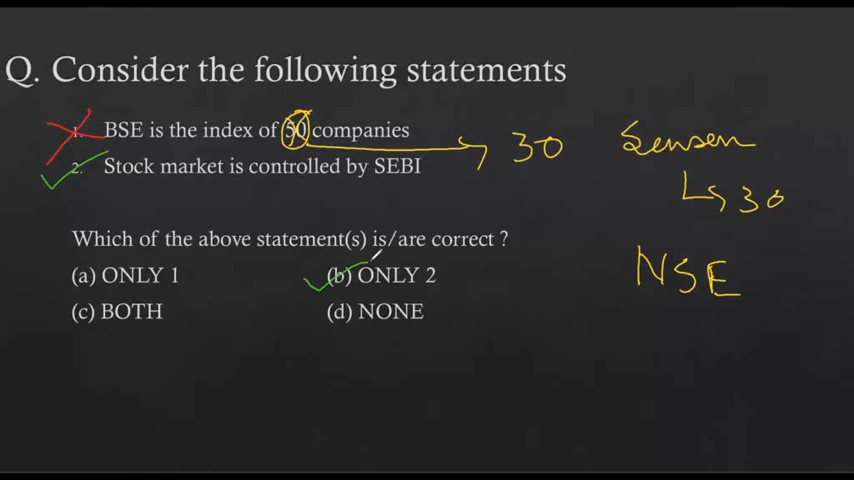 Q. Consider the following statements
1. BSE is the index of 50 companies
30
Sensen
2. Stock market is controlled by SEBI
30
Which of the above statement(s) is/are correct ?
(a) ONLY 1
(b) ONLY 2
NSE
(c) BOTH
(d) NONE